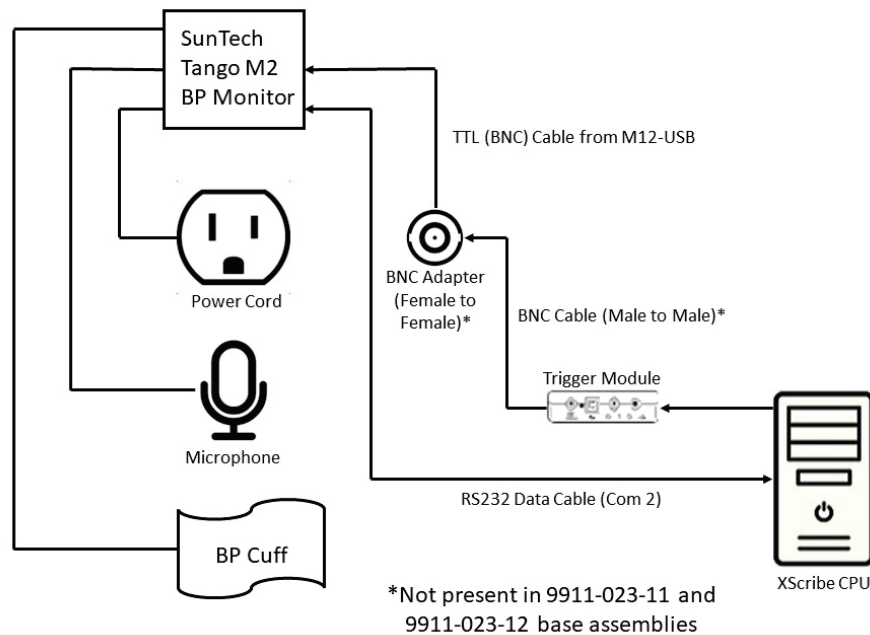 SunTech
Tango M2
BP Monitor
TTL (BNC) Cable from M12-USB
Power Cord
BNC Adapter
(Female to
Female)*
BNC Cable (Male to Male)*
Trigger Module
Microphone
RS232 Data Cable (Com 2)
BP Cuff
XScribe CPU
*Not present in 9911-023-11 and
9911-023-12 base assemblies